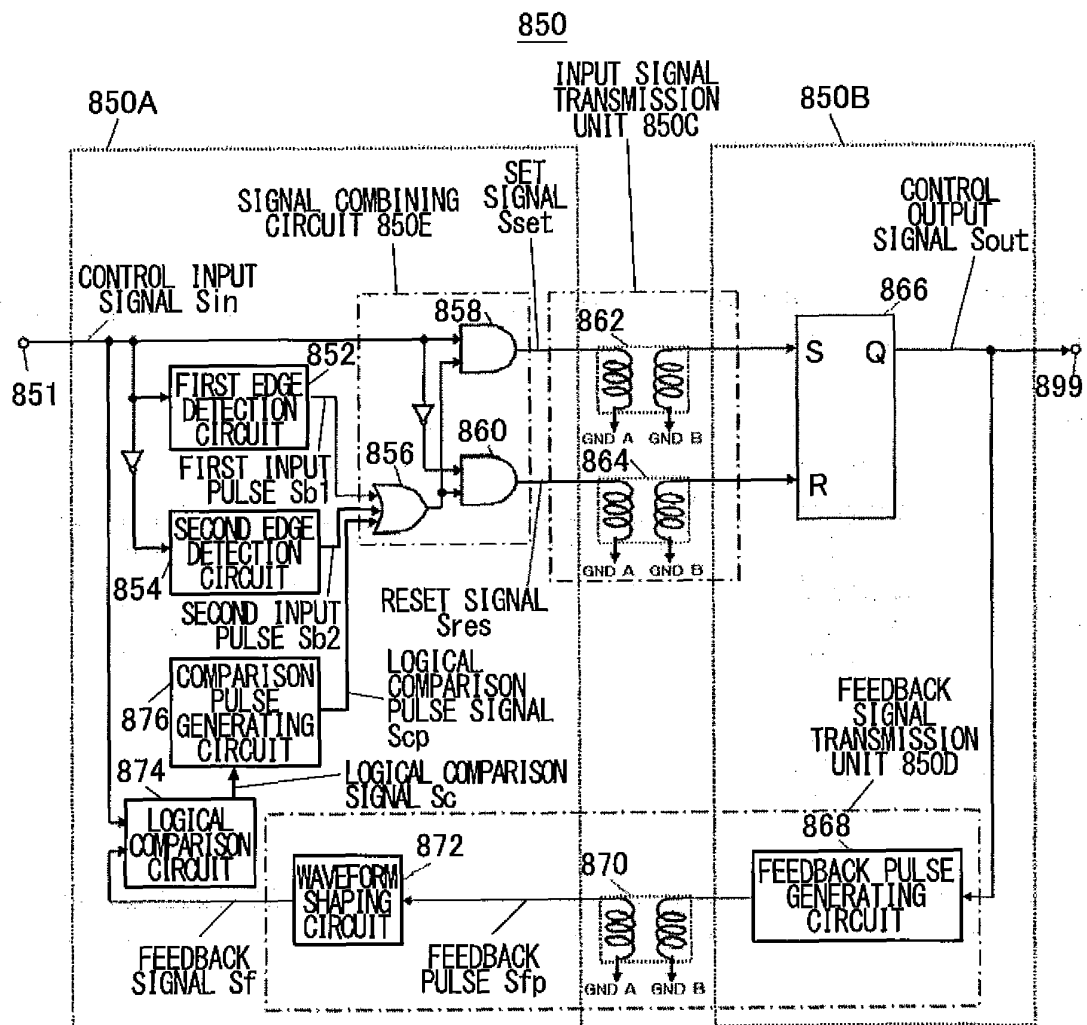 850
850A
INPUT SIGNAL
TRANSMISSION
UNIT 850C
850B
SIGNAL COMBINING
CIRCUIT 850E
SET
SIGNAL
Sset
CONTROL
OUTPUT
SIGNAL Sout
CONTROL INPUT
SIGNAL Sin
858
862
866
851
852
FIRST EDGE
DETECTION
CIRCUIT
S
Q
899
GND A
GND B
FIRST INPUT
PULSE Sb1
856
860
864
R
SECOND EDGE
DETECTION
CIRCUIT
854
GND A
GND B
SECOND INPUT
PULSE Sb2
RESET SIGNAL
Sres
COMPARISON
PULSE
GENERATING
CIRCUIT
876
LOGICAL
COMPARISON
PULSE SIGNAL
Scp
FEEDBACK
SIGNAL
TRANSMISSION
UNIT 850D
874
LOGICAL COMPARISON
SIGNAL Sc
LOGICAL
COMPARISON
CIRCUIT
872
WAVEFORM
SHAPING
CIRCUIT
870
868
FEEDBACK PULSE
GENERATING
CIRCUIT
FEEDBACK
SIGNAL Sf
FEEDBACK
PULSE Sfp
GND A
GND B